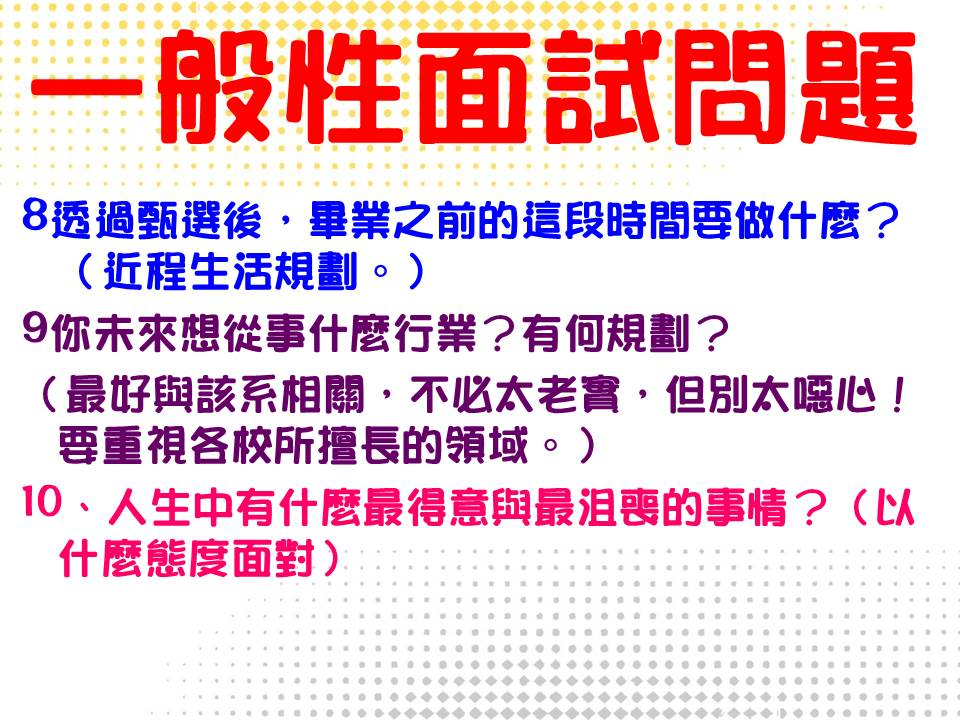 一般性面試問題
8透過甄選後，畢業之前的這段時間要做什麼？
（近程生活規劃。）
9你未來想從事什麼行業？有何規劃？
（最好與該系相關，不必太老實，但別太噁心！
要重視各校所擅長的領域。）
10、人生中有什麼最得意與最沮喪的事情？（以
什麼態度面對）